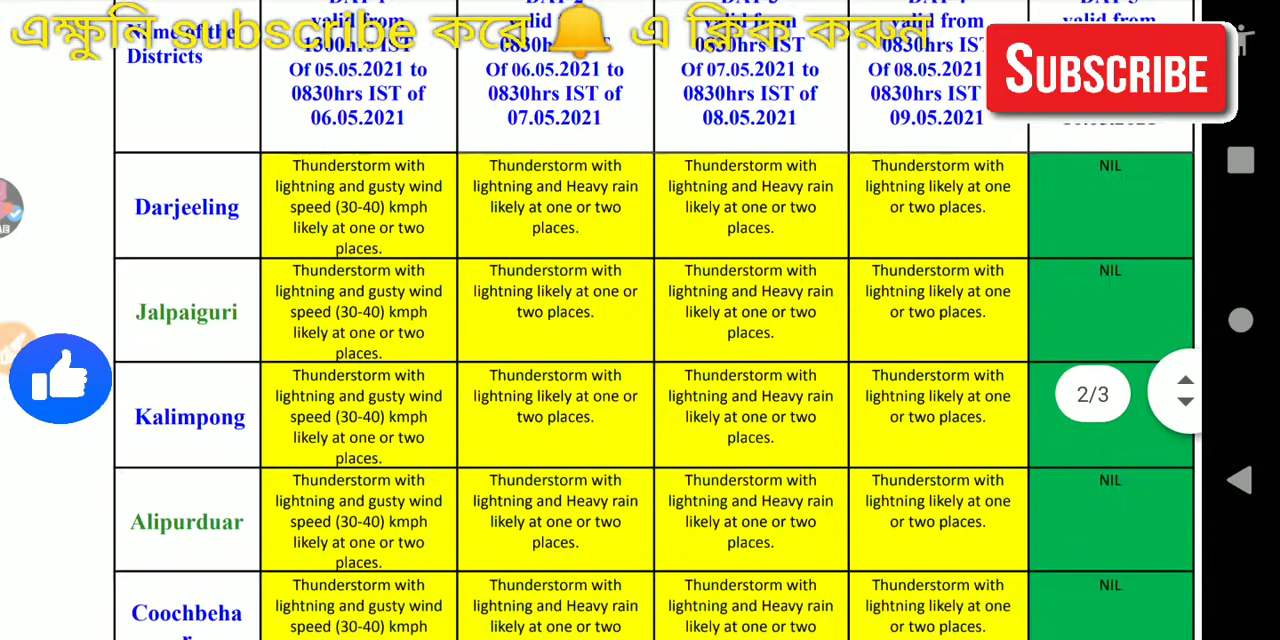 এক্ষুনি subscribe করে এ ক্লিক করুন
SUBSCRIBE
Name of the
Districts
valid from
1300hrs IST
Of 05.05.2021 to
0830hrs IST of
06.05.2021
valid
0830h
Of 06.05.2021 to
0830hrs IST of
07.05.2021
valid from
0830hrs IST
Of 07.05.2021 to
0830hrs IST of
08.05.2021
valid from
0830hrs IST
Of 08.05.2021
0830hrs IST
09.05.2021
valid from
Darjeeling
Thunderstorm with
lightning and gusty wind
speed (30-40) kmph
likely at one or two
places.
Thunderstorm with
lightning and Heavy rain
likely at one or two
places.
Thunderstorm with
lightning and Heavy rain
likely at one or two
places.
Thunderstorm with
lightning likely at one
or two places.
NIL
Jalpaiguri
Thunderstorm with
lightning and gusty wind
speed (30-40) kmph
likely at one or two
places.
Thunderstorm with
lightning likely at one or
two places.
Thunderstorm with
lightning and Heavy rain
likely at one or two
places.
Thunderstorm with
lightning likely at one
or two places.
NIL
Kalimpong
Thunderstorm with
lightning and gusty wind
speed (30-40) kmph
likely at one or two
places.
Thunderstorm with
lightning likely at one or
two places.
Thunderstorm with
lightning and Heavy rain
likely at one or two
places.
Thunderstorm with
lightning likely at one
or two places.
2/3
Alipurduar
Thunderstorm with
lightning and gusty wind
speed (30-40) kmph
likely at one or two
places.
Thunderstorm with
lightning and Heavy rain
likely at one or two
places.
Thunderstorm with
lightning and Heavy rain
likely at one or two
places.
Thunderstorm with
lightning likely at one
or two places.
NIL
Coochbeha
r
Thunderstorm with
lightning and gusty wind
speed (30-40) kmph
Thunderstorm with
lightning and Heavy rain
likely at one or two
Thunderstorm with
lightning and Heavy rain
likely at one or two
Thunderstorm with
lightning likely at one
or two places.
NIL